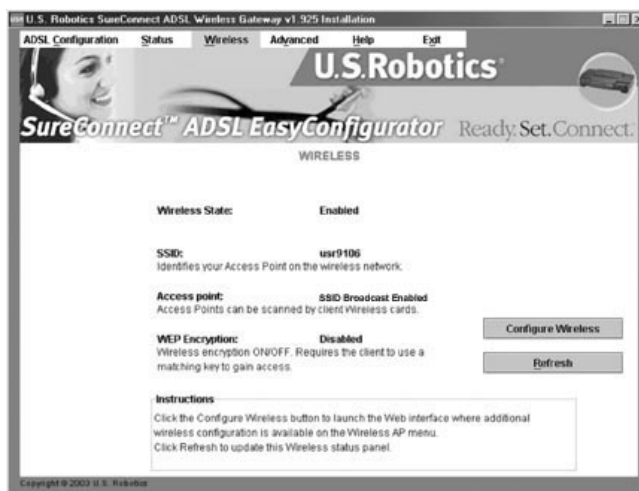 U.S. Robotics SureConnect ADSL Wireless Gateway v1.925 Installation
ADSL Configuration Status Wireless Advanced Help Exit
U.S.Robotics
SureConnect™ ADSL EasyConfigurator Ready. Set. Connect.
WIRELESS
Wireless State: Enabled
SSID: usr9106
Identifies your Access Point on the wireless network.
Access point: SSID Broadcast Enabled
Access Points can be scanned by client Wireless cards.
WEP Encryption: Disabled
Wireless encryption ON/OFF. Requires the client to use a
matching key to gain access.
Configure Wireless
Refresh
Instructions
Click the Configure Wireless button to launch the Web interface where additional
wireless configuration is available on the Wireless AP menu.
Click Refresh to update this Wireless status panel.
Copyright © 2003 U.S. Robotics